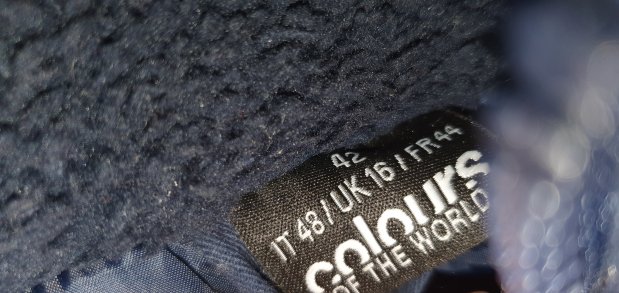 42
IT 48 / UK 16 / FR 44
colours
OF THE WORLD